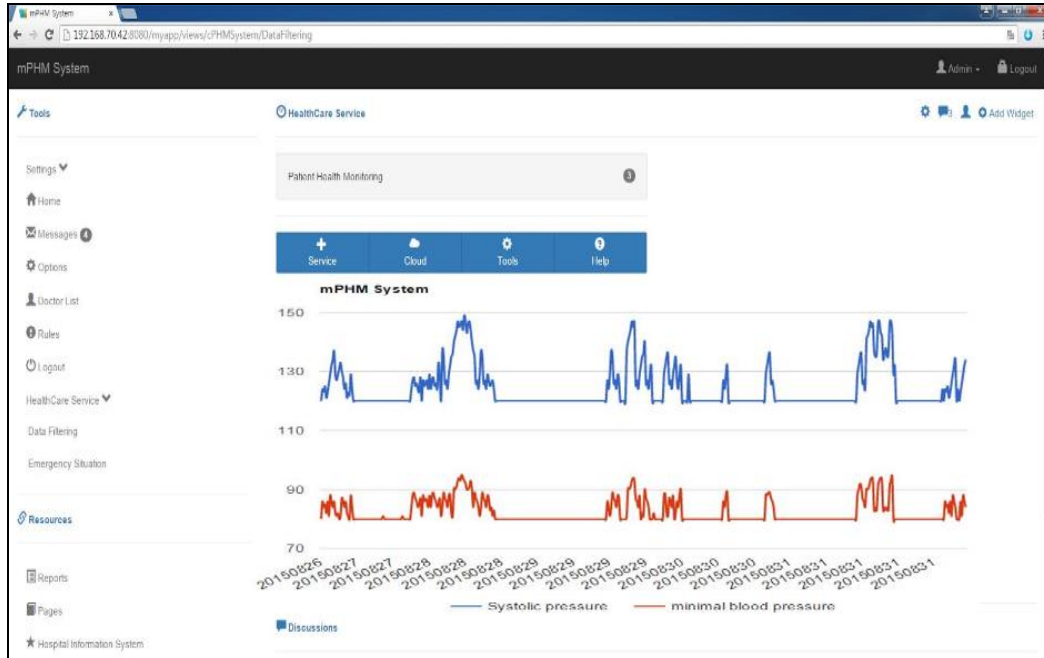 mPHM System
192.168.70.42:8080/myapp/views/cPHMSystem/DataFiltering
mPHM System
Admin
Logout
Tools
Settings
Home
Messages 4
Options
Doctor List
Rules
Logout
HealthCare Service
Data Filtering
Emergency Situation
Resources
Reports
Pages
Hospital Information System
HealthCare Service
3
Add Widget
Patient Health Monitoring 3
Service Cloud Tools Help
mPHM System
150
130
110
90
70
20150826 20150827 20150827 20150828 20150828 20150828 20150829 20150829 20150829 20150829 20150830 20150830 20150830 20150831 20150831 20150831 20150831
Systolic pressure minimal blood pressure
Discussions